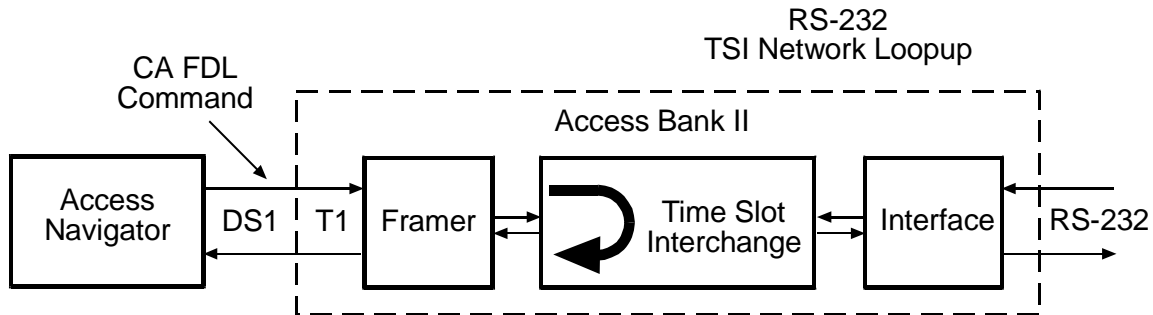 RS-232
TSI Network Loopup
CA FDL
Command
Access Bank II
Access
Navigator
DS1
T1
Framer
Time Slot
Interchange
Interface
RS-232